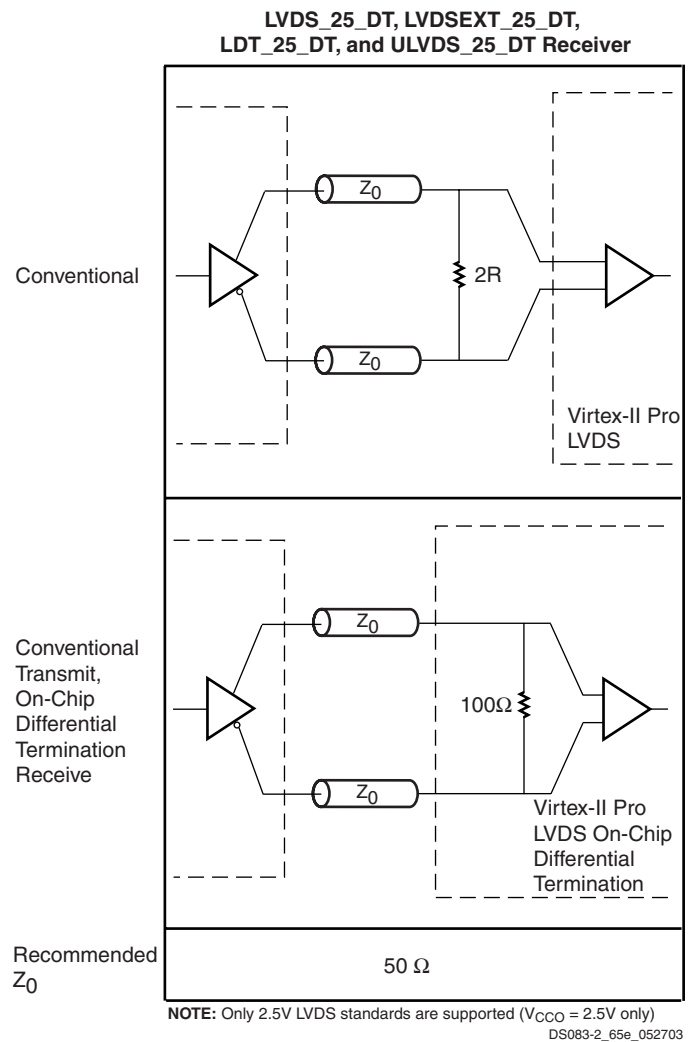 LVDS_25_DT, LVDSEXT_25_DT,
LDT_25_DT, and ULVDS_25_DT Receiver
Z0
Conventional
2R
Z0
Virtex-II Pro
LVDS
Z0
Conventional
Transmit,
On-Chip
Differential
Termination
Receive
100Ω
Z0
Virtex-II Pro
LVDS On-Chip
Differential
Termination
Recommended
Z0
50 Ω
NOTE: Only 2.5V LVDS standards are supported (VCCO = 2.5V only)
DS083-2_65e_052703